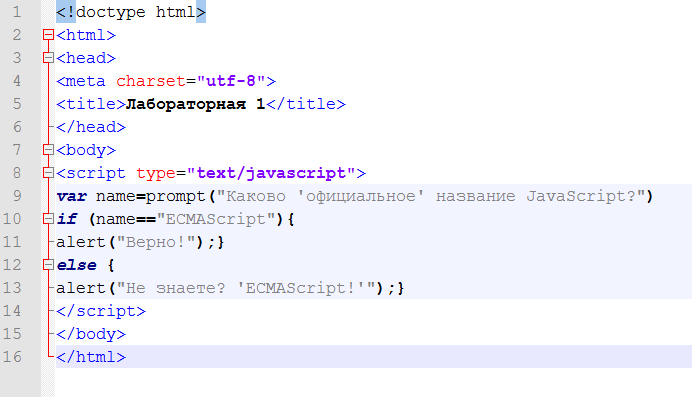 1 <!doctype html>
2 <html>
3 <head>
4 <meta charset="utf-8">
5 <title>Лабораторная 1</title>
6 </head>
7 <body>
8 <script type="text/javascript">
9 var name=prompt("Каково 'официальное' название JavaScript?")
10 if (name=="ECMAScript"){
11 alert("Верно!");}
12 else {
13 alert("Не знаете? 'ECMAScript!'");}
14 </script>
15 </body>
16 </html>